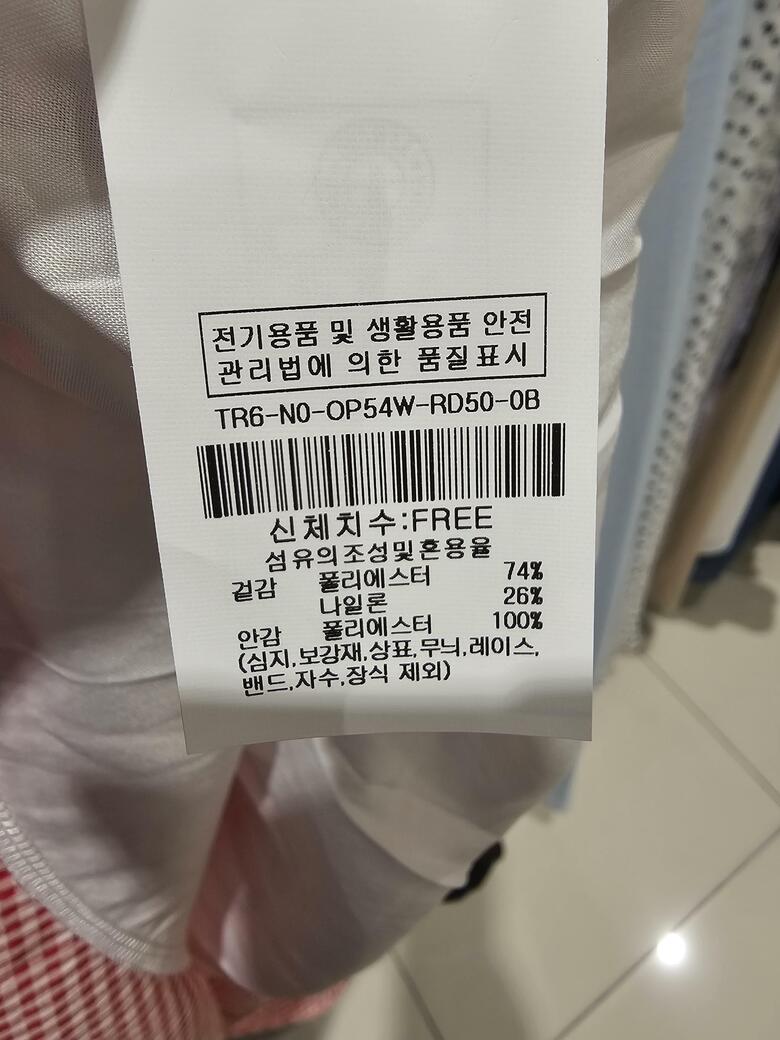 전기용품 및 생활용품 안전
관리법에 의한 품질표시
TR6-N0-OP54W-RD50-0B
신체치수:FREE
섬유의조성및혼용율
겉감 폴리에스터 74%
나일론 26%
안감 폴리에스터 100%
(심지,보강재,상표,무늬,레이스,
밴드,자수,장식 제외)